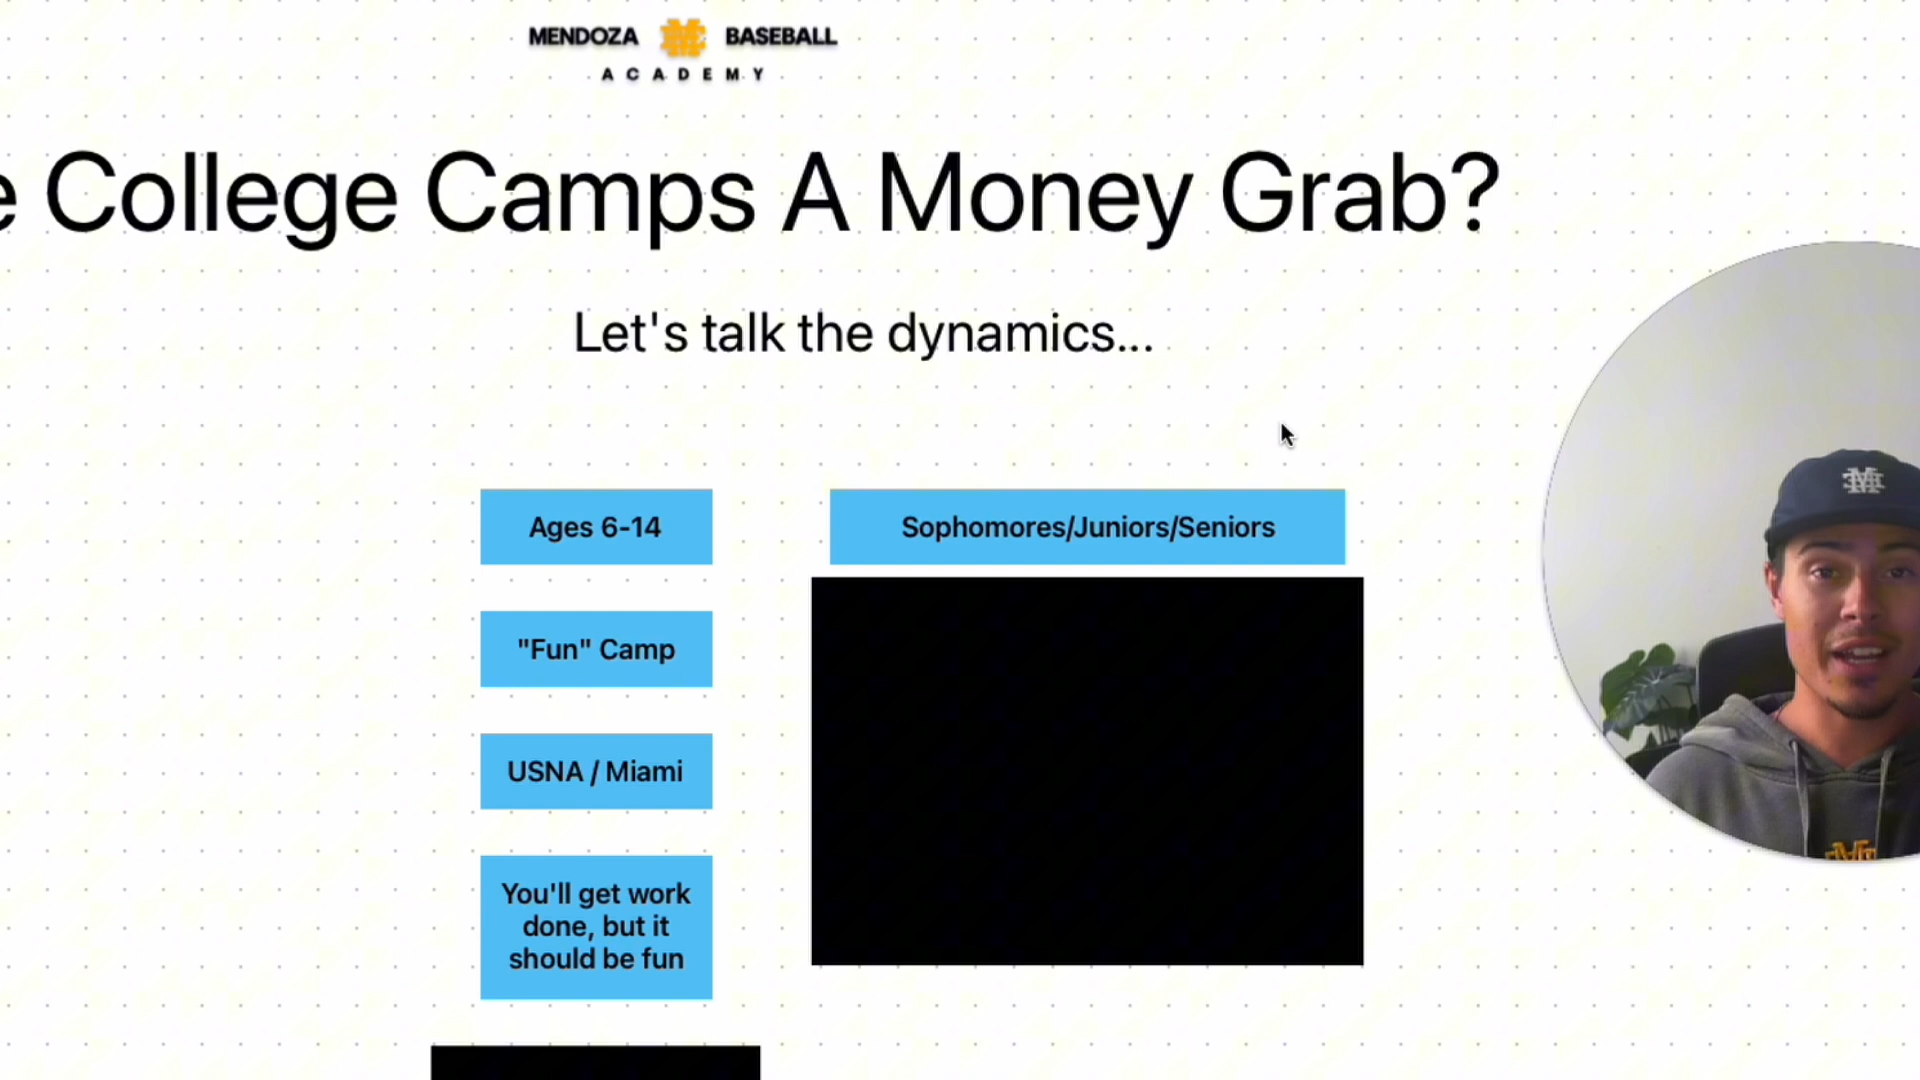 MENDOZA BASEBALL
ACADEMY
e College Camps A Money Grab?
Let's talk the dynamics...
Ages 6-14
Sophomores/Juniors/Seniors
"Fun" Camp
USNA / Miami
You'll get work
done, but it
should be fun